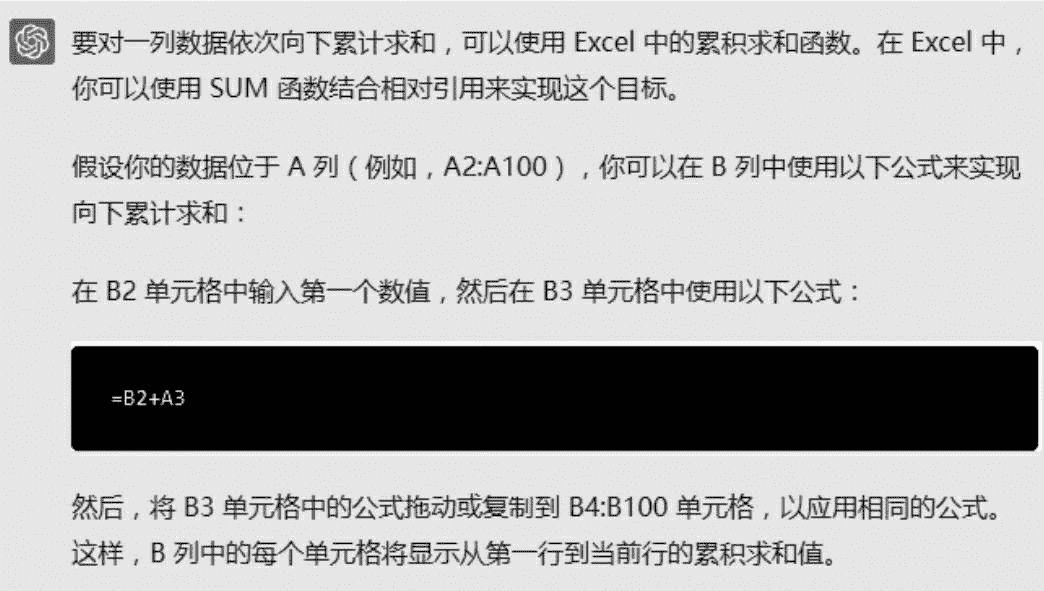 要对一列数据依次向下累计求和，可以使用 Excel 中的累积求和函数。在 Excel 中，
你可以使用 SUM 函数结合相对引用来实现这个目标。
假设你的数据位于 A 列（例如，A2:A100），你可以在 B 列中使用以下公式来实现
向下累计求和：
在 B2 单元格中输入第一个数值，然后在 B3 单元格中使用以下公式：
=B2+A3
然后，将 B3 单元格中的公式拖动或复制到 B4:B100 单元格，以应用相同的公式。
这样，B 列中的每个单元格将显示从第一行到当前行的累积求和值。